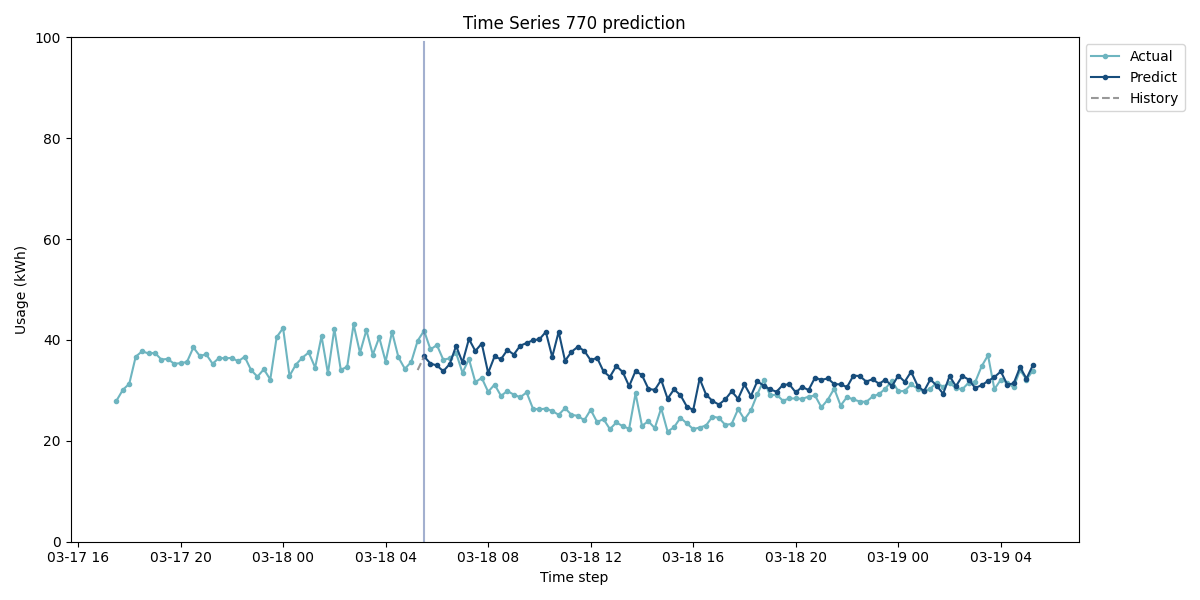 Time Series 770 prediction
Usage (kWh)
100
80
60
40
20
0
03-17 16
03-17 20
03-18 00
03-18 04
03-18 08
03-18 12
03-18 16
03-18 20
03-19 00
03-19 04
Time step
Actual
Predict
History